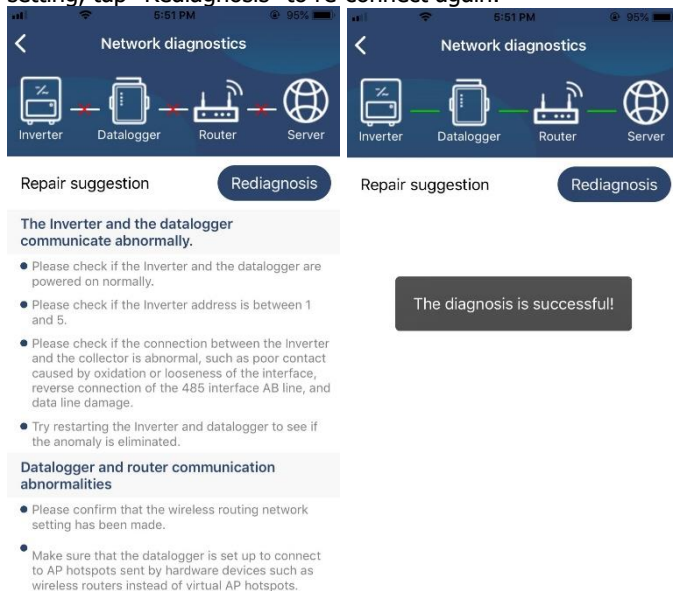 setting, tap "Rediagnosis" to re-connect again.
5:51 PM
95%
Network diagnostics
Inverter
Datalogger
Router
Server
Repair suggestion
Rediagnosis
The Inverter and the datalogger
communicate abnormally.
Please check if the Inverter and the datalogger are
powered on normally.
Please check if the Inverter address is between 1
and 5.
Please check if the connection between the Inverter
and the collector is abnormal, such as poor contact
caused by oxidation or looseness of the interface,
reverse connection of the 485 interface AB line, and
data line damage.
Try restarting the Inverter and datalogger to see if
the anomaly is eliminated.
Datalogger and router communication
abnormalities
Please confirm that the wireless routing network
setting has been made.
Make sure that the datalogger is set up to connect
to AP hotspots sent by hardware devices such as
wireless routers instead of virtual AP hotspots.
5:51 PM
95%
Network diagnostics
Inverter
Datalogger
Router
Server
Repair suggestion
Rediagnosis
The diagnosis is successful!